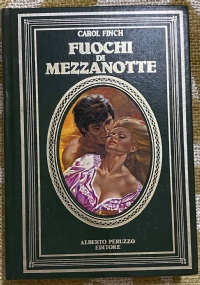 CAROL FINCH
FUOCHI
DI
MEZZANOTTE
ALBERTO PERUZZO
EDITORE